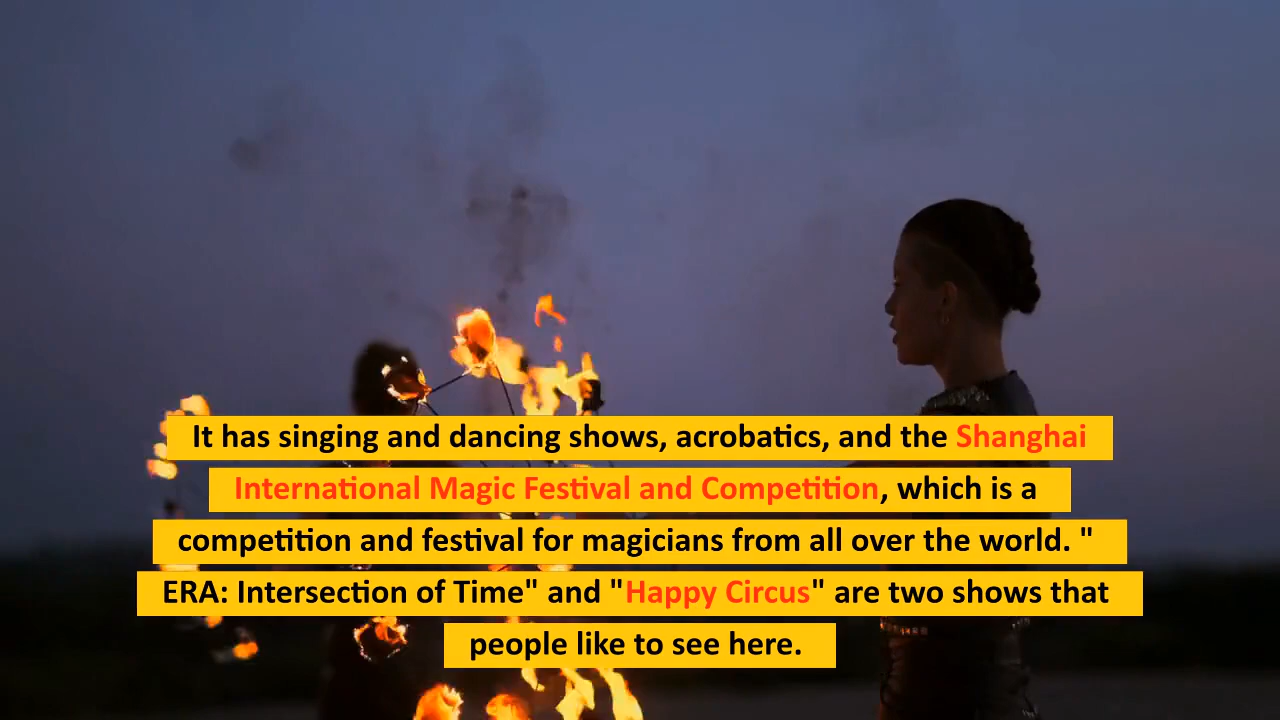 It has singing and dancing shows, acrobatics, and the Shanghai
International Magic Festival and Competition, which is a
competition and festival for magicians from all over the world. "
ERA: Intersection of Time" and "Happy Circus" are two shows that
people like to see here.